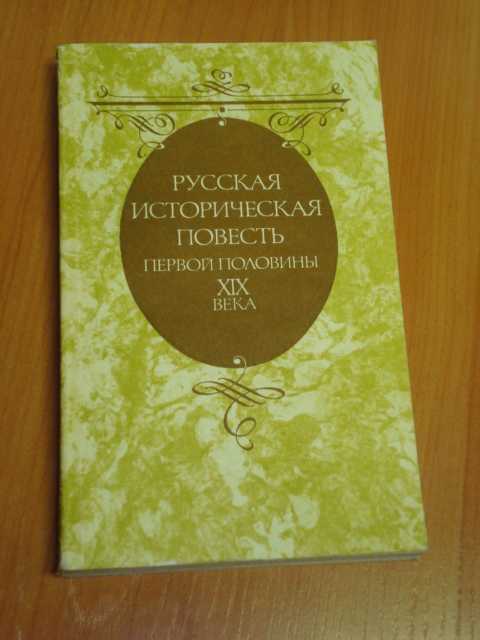 РУССКАЯ
ИСТОРИЧЕСКАЯ
ПОВЕСТЬ
ПЕРВОЙ ПОЛОВИНЫ
XIX
ВЕКА